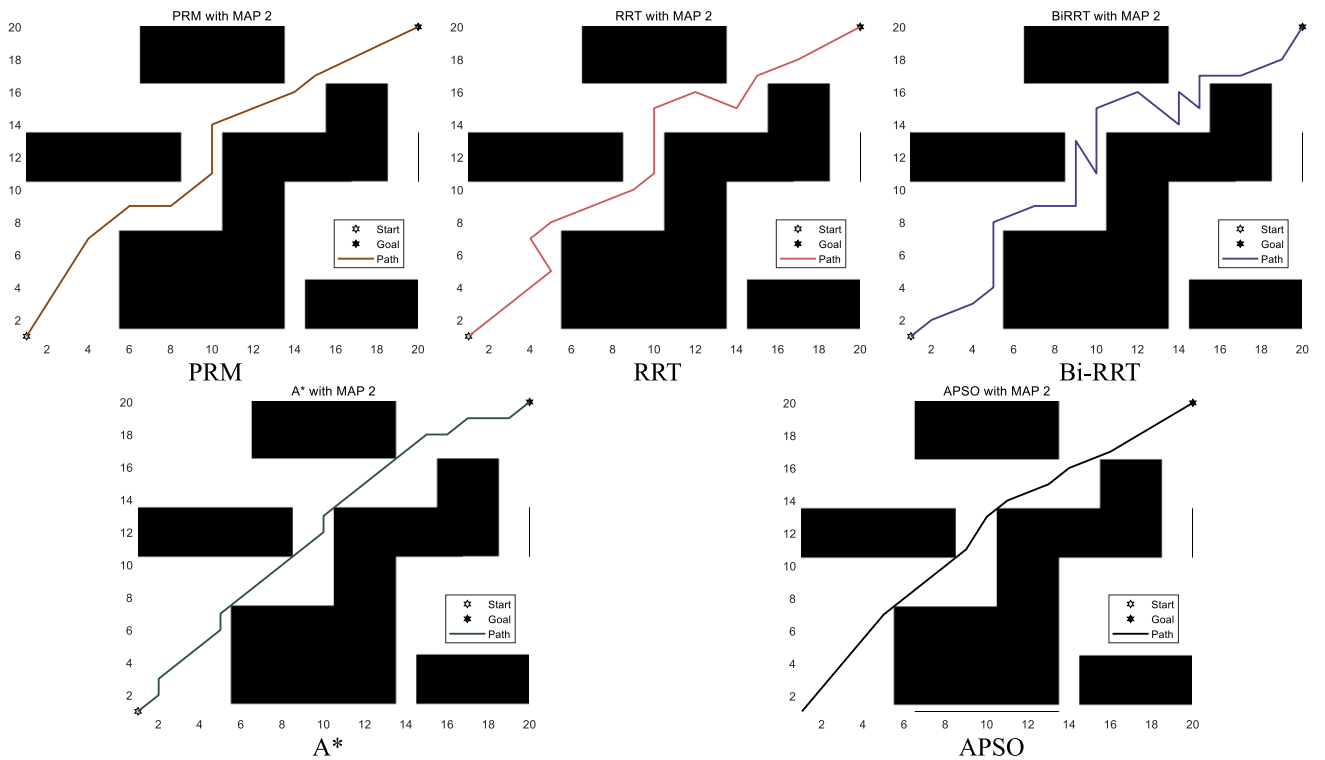 PRM with MAP 2
20
18
16
14
12
10
8
6
4
2
Start
Goal
Path
2 4 6 8 10 12 14 16 18 20
PRM
RRT with MAP 2
20
18
16
14
12
10
8
6
4
2
Start
Goal
Path
2 4 6 8 10 12 14 16 18 20
RRT
BiRRT with MAP 2
20
18
16
14
12
10
8
6
4
2
Start
Goal
Path
2 4 6 8 10 12 14 16 18 20
Bi-RRT
A* with MAP 2
20
18
16
14
12
10
8
6
4
2
Start
Goal
Path
2 4 6 8 10 12 14 16 18 20
A*
APSO with MAP 2
20
18
16
14
12
10
8
6
4
2
Start
Goal
Path
2 4 6 8 10 12 14 16 18 20
APSO